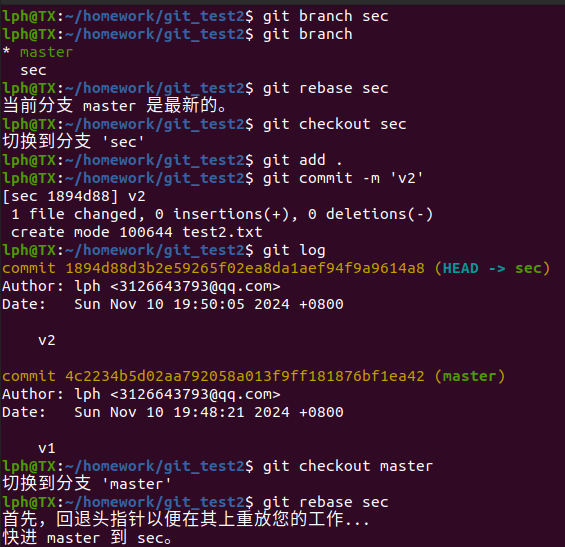 lph@TX:~/homework/git_test2$ git branch sec
lph@TX:~/homework/git_test2$ git branch
* master
  sec
lph@TX:~/homework/git_test2$ git rebase sec
当前分支 master 是最新的。
lph@TX:~/homework/git_test2$ git checkout sec
切换到分支 'sec'
lph@TX:~/homework/git_test2$ git add .
lph@TX:~/homework/git_test2$ git commit -m 'v2'
[sec 1894d88] v2
 1 file changed, 0 insertions(+), 0 deletions(-)
 create mode 100644 test2.txt
lph@TX:~/homework/git_test2$ git log
commit 1894d88d3b2e59265f02ea8da1aef94f9a9614a8 (HEAD -> sec)
Author: lph <3126643793@qq.com>
Date:   Sun Nov 10 19:50:05 2024 +0800

    v2

commit 4c2234b5d02aa792058a013f9ff181876bf1ea42 (master)
Author: lph <3126643793@qq.com>
Date:   Sun Nov 10 19:48:21 2024 +0800

    v1
lph@TX:~/homework/git_test2$ git checkout master
切换到分支 'master'
lph@TX:~/homework/git_test2$ git rebase sec
首先，回退头指针以便在其上重放您的工作...
快进 master 到 sec。